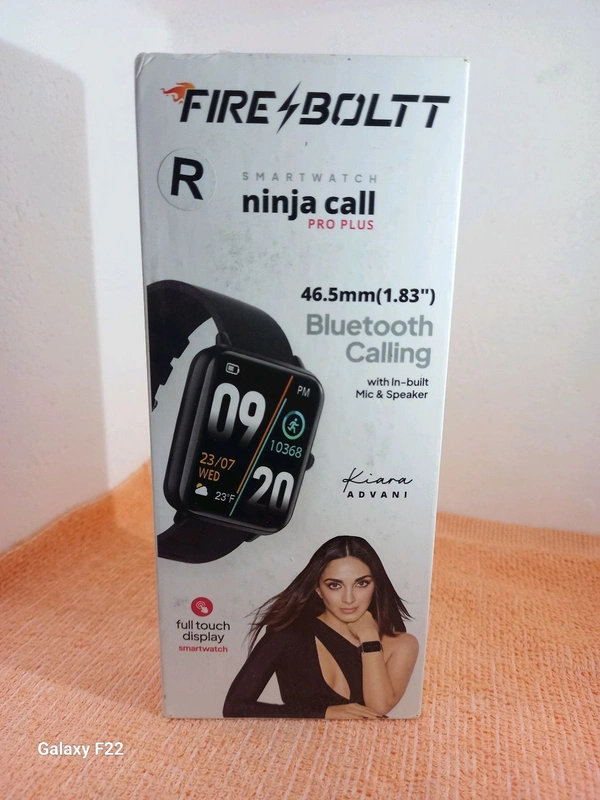 FIRE BOLTT
R
SMARTWATCH
ninja call
PRO PLUS
46.5mm(1.83")
Bluetooth
Calling
with In-built
Mic & Speaker
PM
09
10368
23/07
WED
20
23°F
Kiara
ADVANI
full touch
display
smartwatch
Galaxy F22